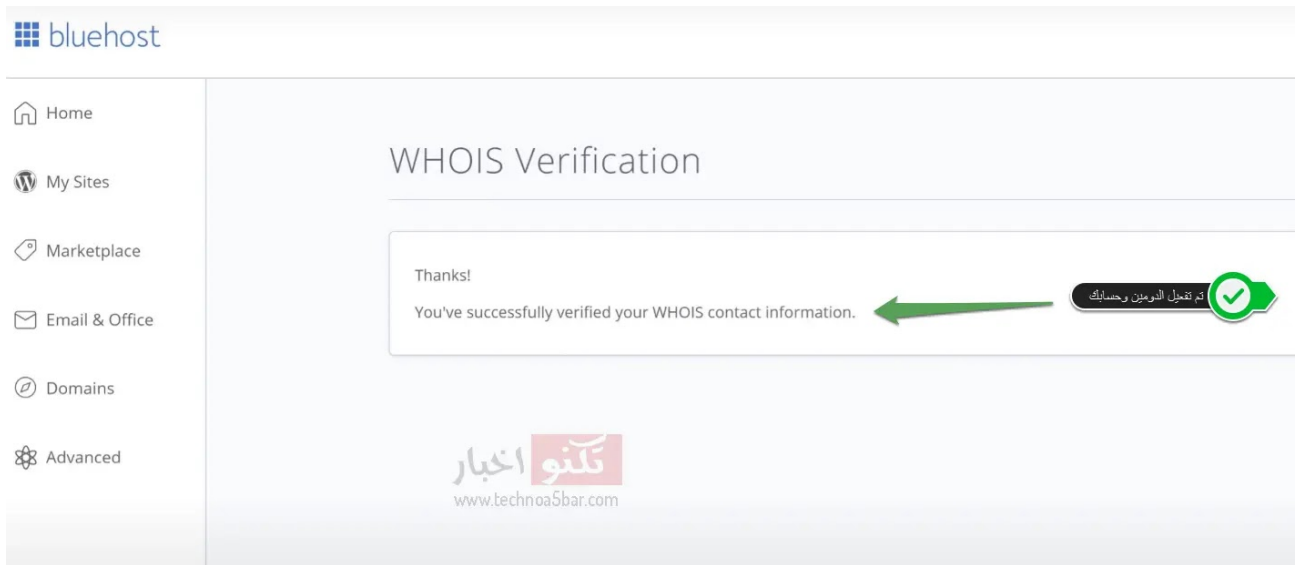 bluehost
Home
My Sites
Marketplace
Email & Office
Domains
Advanced
WHOIS Verification
Thanks!
You've successfully verified your WHOIS contact information.
تم تفعيل الدومين وحسابك
تكنو اخبار
www.technoa5bar.com